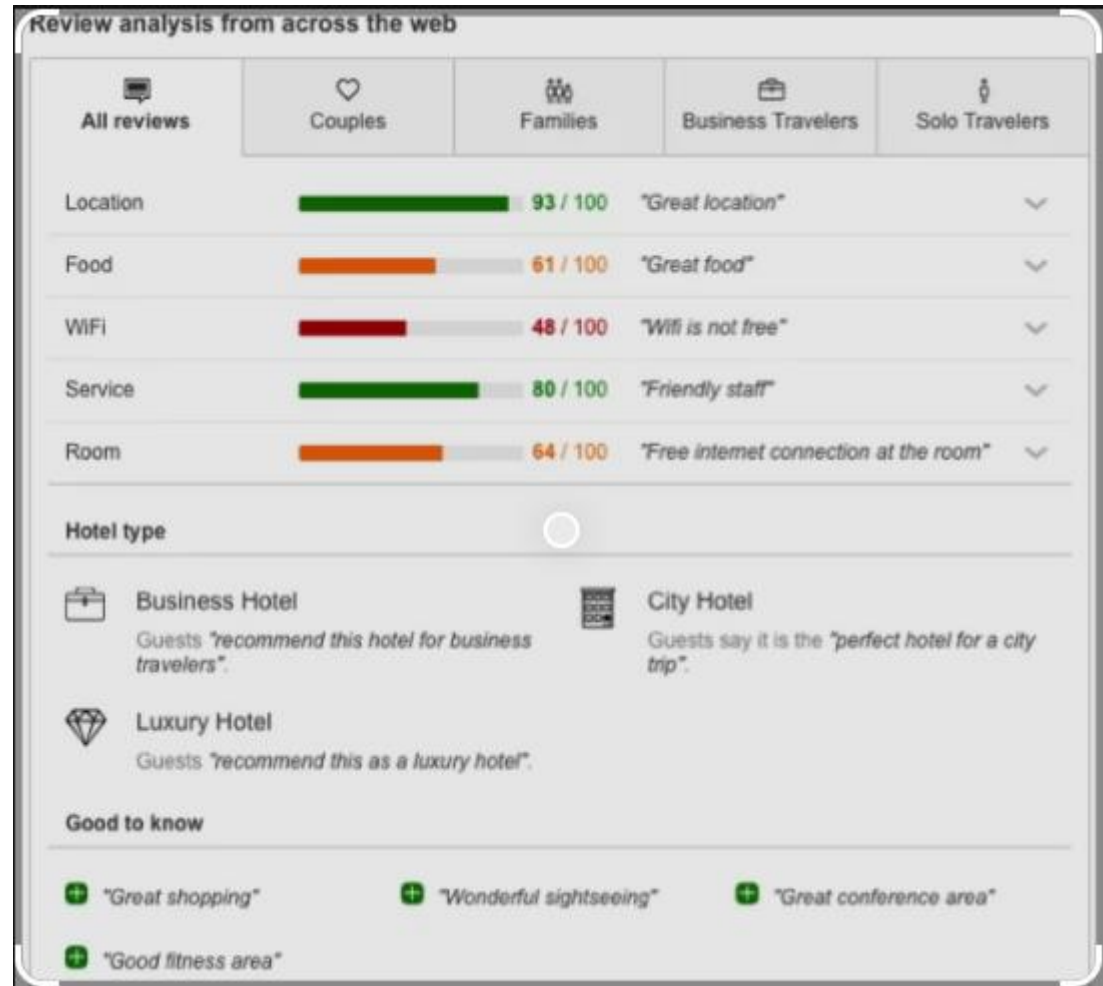 Review analysis from across the web
All reviews
Couples
Families
Business Travelers
Solo Travelers
Location 93 / 100 "Great location"
Food 61 / 100 "Great food"
WiFi 48 / 100 "Wifi is not free"
Service 80 / 100 "Friendly staff"
Room 64 / 100 "Free internet connection at the room"
Hotel type
Business Hotel
Guests "recommend this hotel for business
travelers".
City Hotel
Guests say it is the "perfect hotel for a city
trip".
Luxury Hotel
Guests "recommend this as a luxury hotel".
Good to know
"Great shopping" "Wonderful sightseeing" "Great conference area"
"Good fitness area"